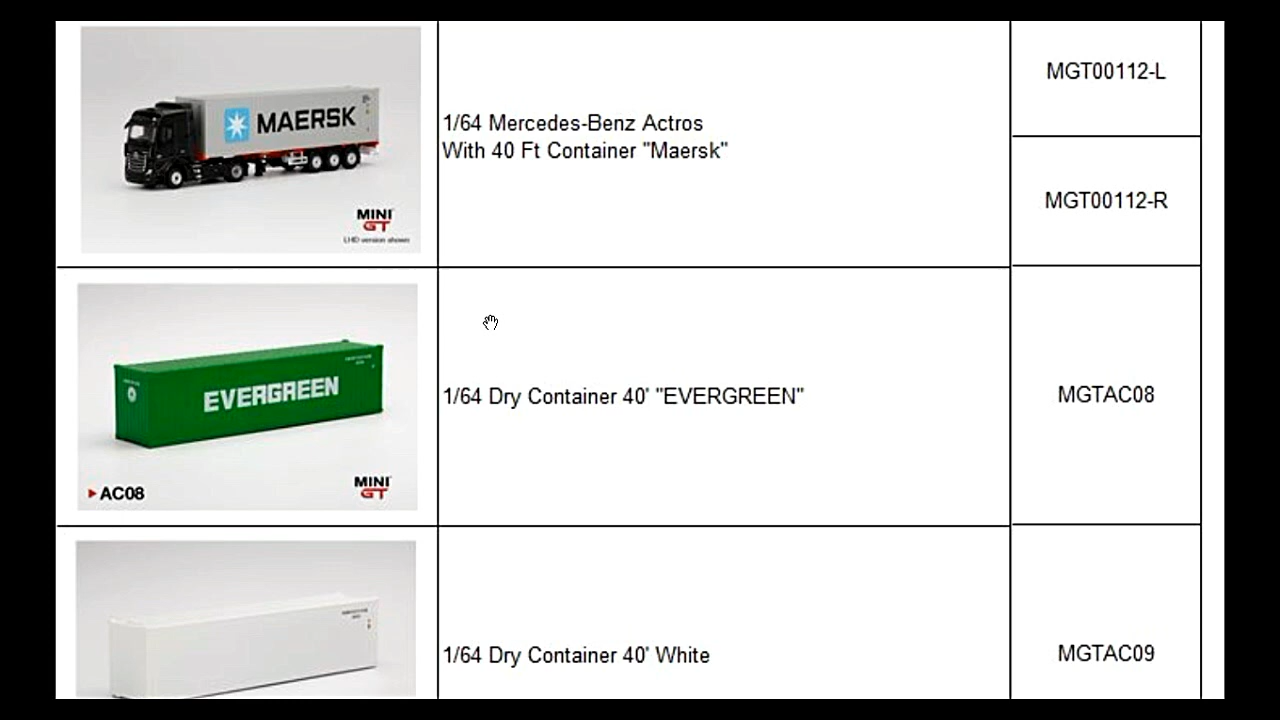 MAERSK
MINI
GT
LHD version shown
1/64 Mercedes-Benz Actros
With 40 Ft Container "Maersk"
MGT00112-L
MGT00112-R
EVERGREEN
AC08
MINI
GT
1/64 Dry Container 40' "EVERGREEN"
MGTAC08
1/64 Dry Container 40' White
MGTAC09